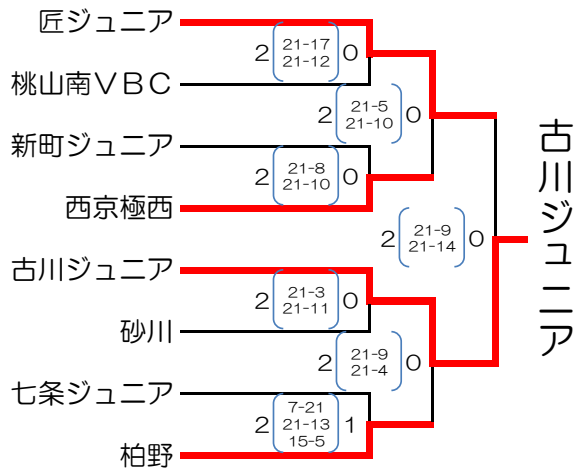 匠ジュニア
2 21-17 0
21-12
桃山南VBC
2 21-5 0
21-10
新町ジュニア
2 21-8 0
21-10
西京極西
2 21-9 0
21-14
古川ジュニア
古川ジュニア
2 21-3 0
21-11
砂川
2 21-9 0
21-4
七条ジュニア
7-21
2 21-13 1
15-5
柏野